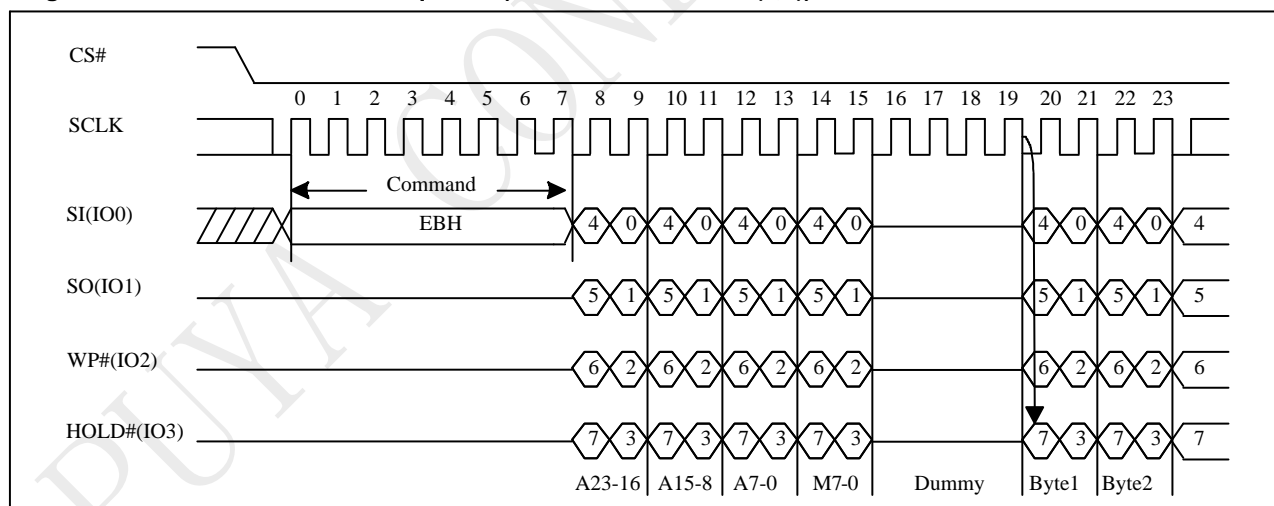 CS#
0 1 2 3 4 5 6 7 8 9 10 11 12 13 14 15 16 17 18 19 20 21 22 23
SCLK
Command
SI(IO0) EBH 4 0 4 0 4 0 4 0 4 0 4 0 4
SO(IO1) 5 1 5 1 5 1 5 1 5 1 5 1 5
WP#(IO2) 6 2 6 2 6 2 6 2 6 2 6 2 6
HOLD#(IO3) 7 3 7 3 7 3 7 3 7 3 7 3 7
A23-16 A15-8 A7-0 M7-0 Dummy Byte1 Byte2
PUYA